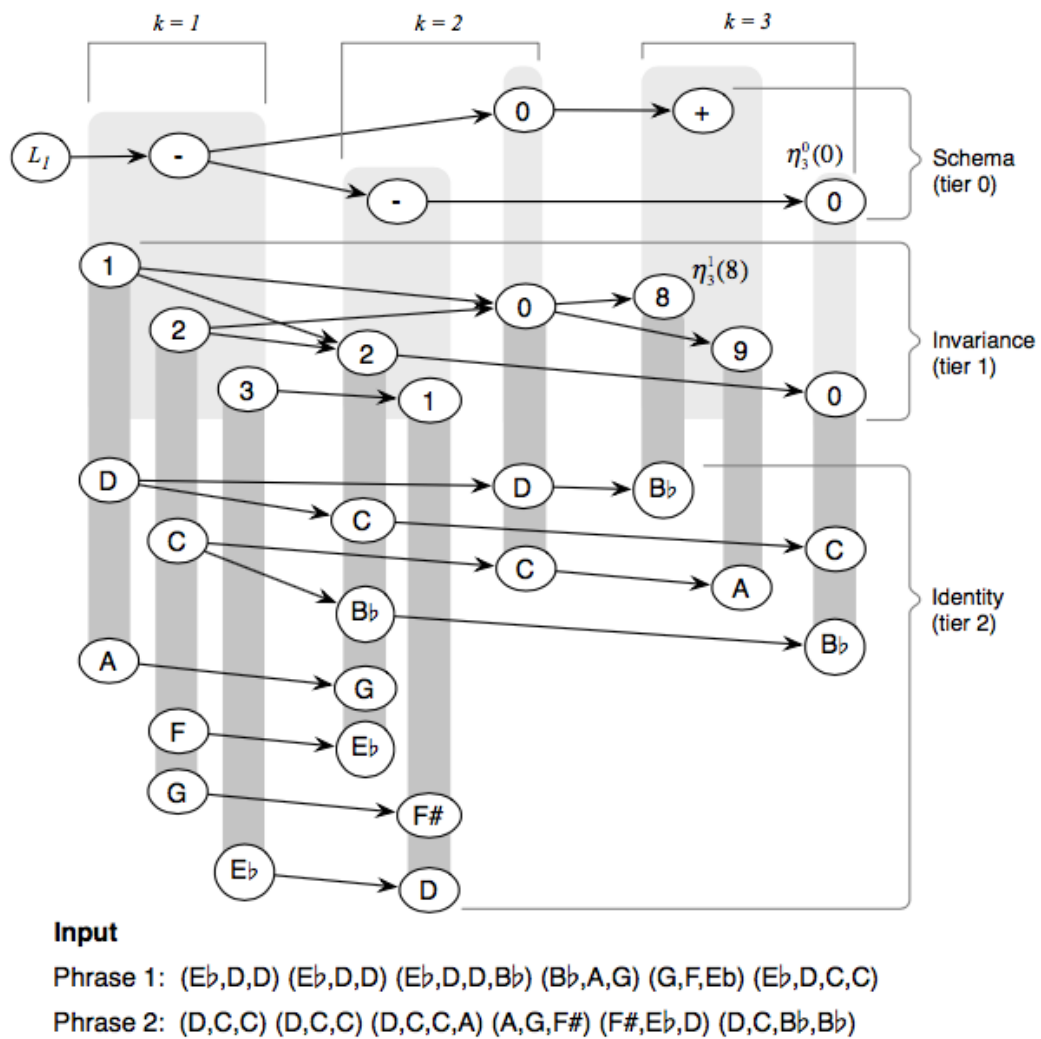 k = 1
k = 2
k = 3
0
+
L₁
-
η₃⁰(0)
Schema
(tier 0)
-
0
1
η₃¹(8)
8
0
2
9
2
Invariance
(tier 1)
3
1
0
D
D
B♭
C
C
C
C
A
B♭
Identity
(tier 2)
B♭
A
G
F
E♭
G
F#
E♭
D
Input
Phrase 1: (E♭,D,D) (E♭,D,D) (E♭,D,D,B♭) (B♭,A,G) (G,F,Eb) (E♭,D,C,C)
Phrase 2: (D,C,C) (D,C,C) (D,C,C,A) (A,G,F#) (F#,E♭,D) (D,C,B♭,B♭)